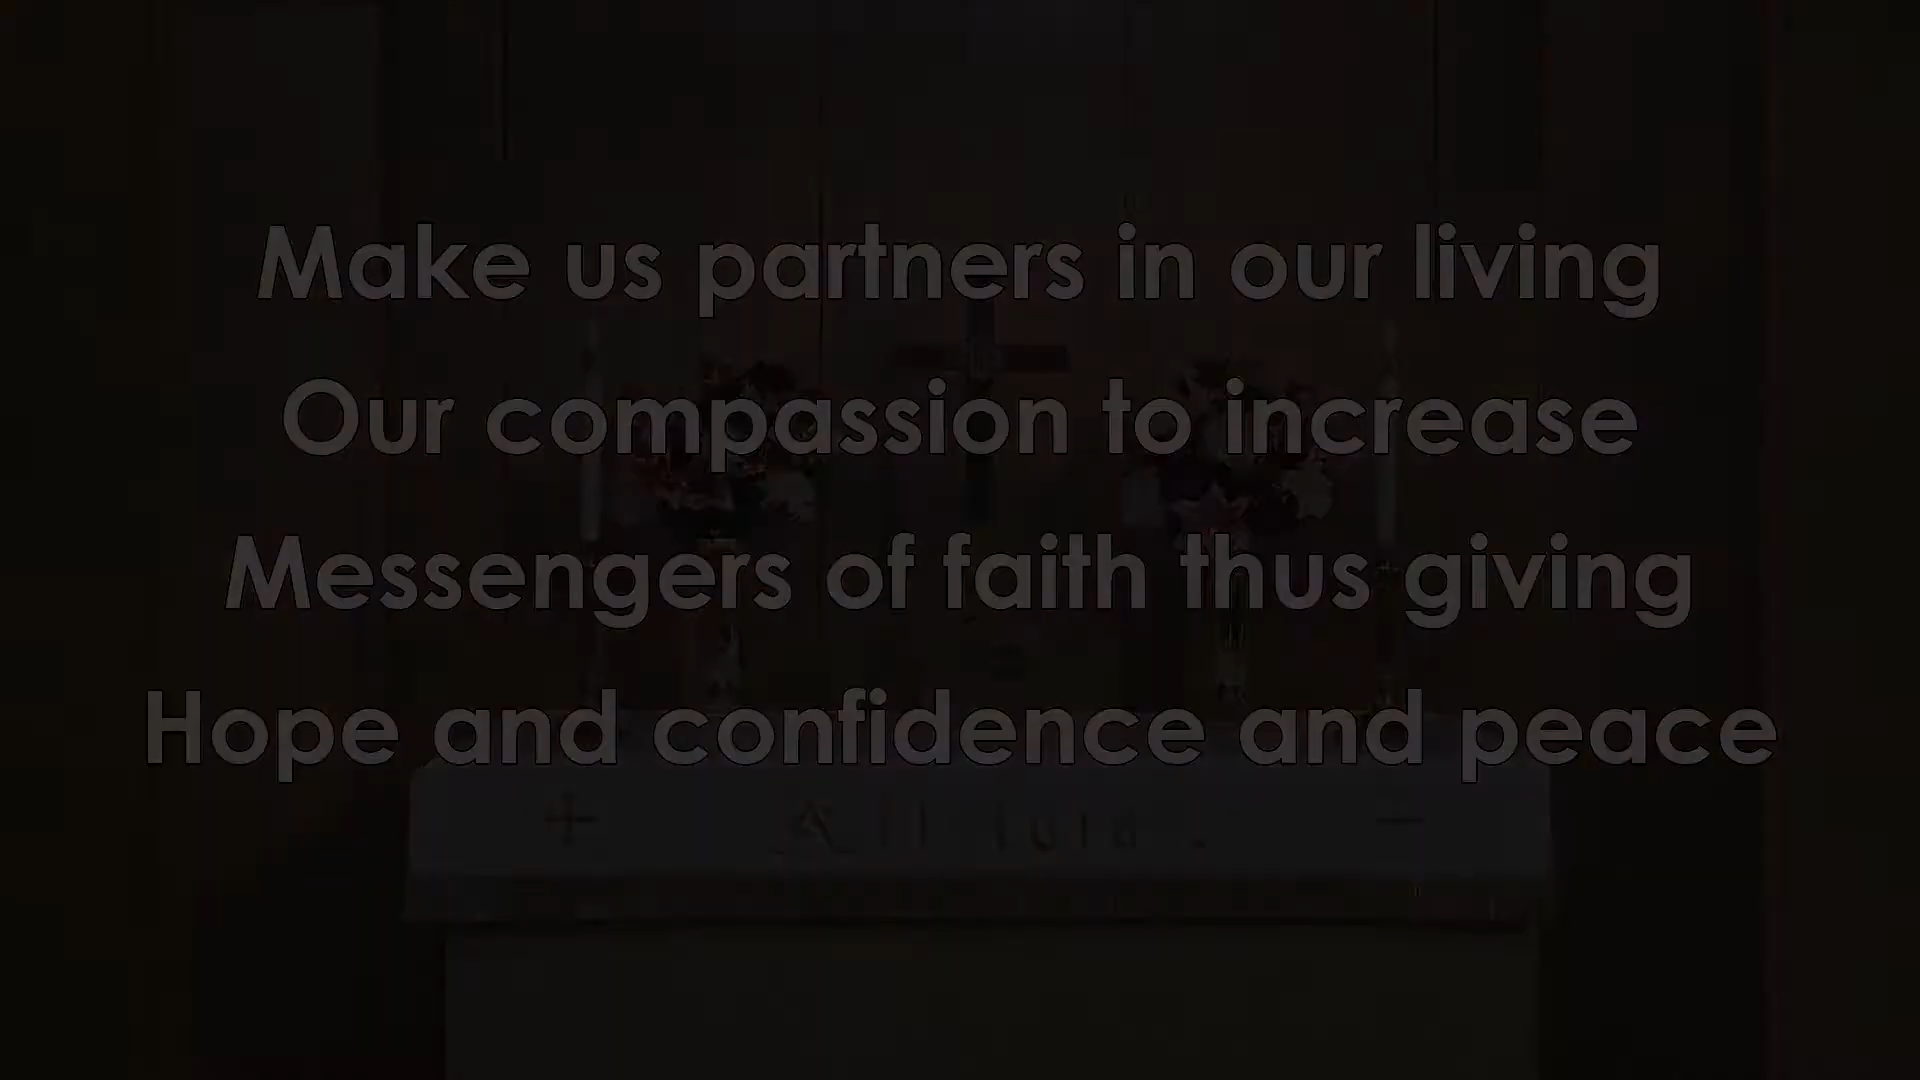 Make us partners in our living
Our compassion to increase
Messengers of faith thus giving
Hope and confidence and peace